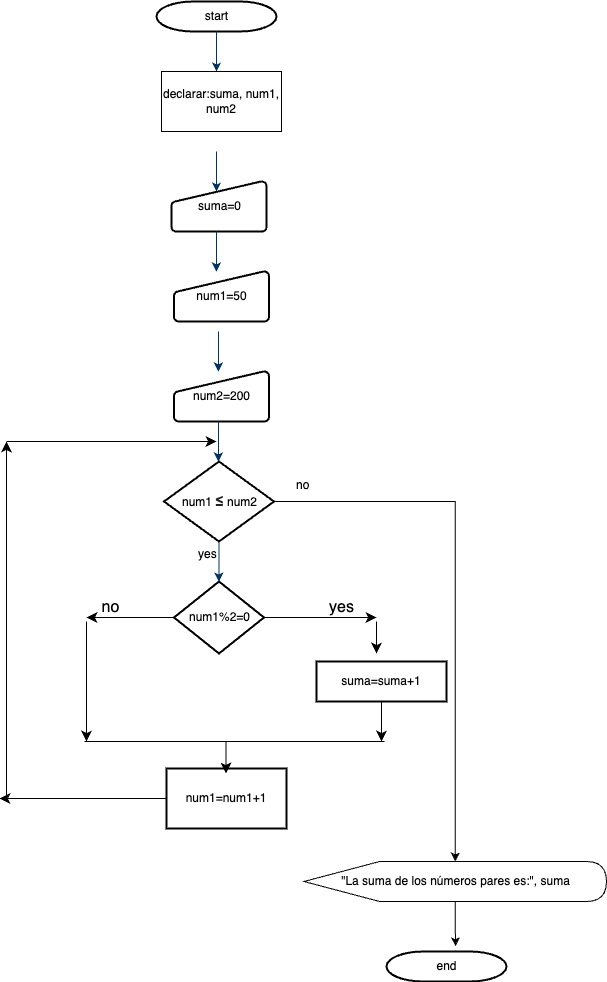 start
declarar:suma, num1,
num2
suma=0
num1=50
num2=200
num1 ≤ num2
no
yes
num1%2=0
no
yes
suma=suma+1
num1=num1+1
"La suma de los números pares es:", suma
end